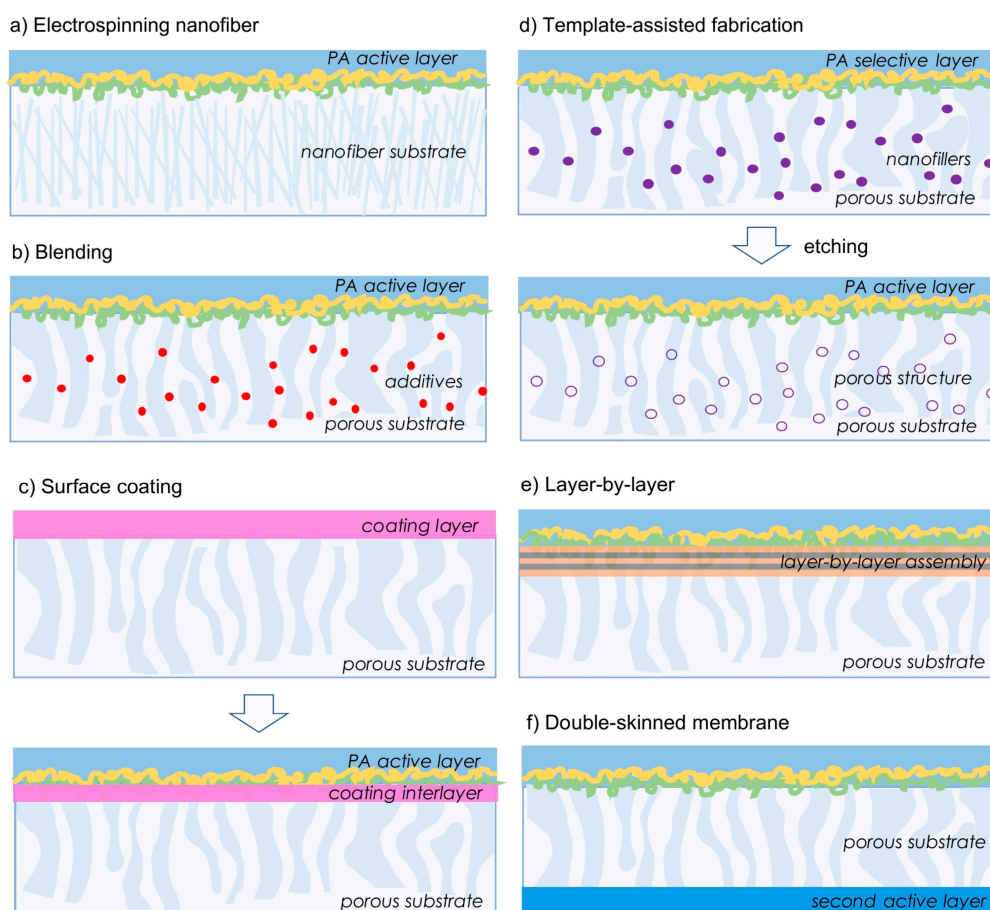 a) Electrospinning nanofiber
PA active layer
nanofiber substrate
b) Blending
PA active layer
additives
porous substrate
c) Surface coating
coating layer
porous substrate
PA active layer
coating interlayer
porous substrate
d) Template-assisted fabrication
PA selective layer
nanofillers
porous substrate
etching
PA active layer
porous structure
porous substrate
e) Layer-by-layer
layer-by-layer assembly
porous substrate
f) Double-skinned membrane
porous substrate
second active layer